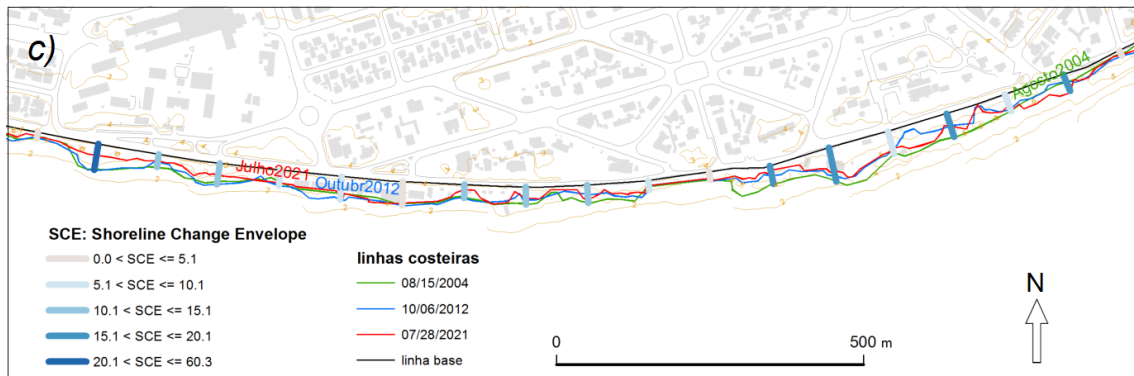 c)
Agosto2004
Julho2021
Outubr2012
SCE: Shoreline Change Envelope
0.0 < SCE <= 5.1
5.1 < SCE <= 10.1
10.1 < SCE <= 15.1
15.1 < SCE <= 20.1
20.1 < SCE <= 60.3
linhas costeiras
08/15/2004
10/06/2012
07/28/2021
linha base
0
500 m
N